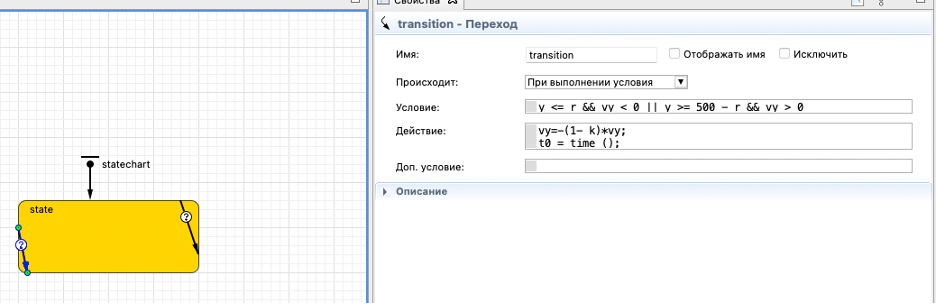 Свойства
transition - Переход
Имя:
transition
Отображать имя
Исключить
Происходит:
При выполнении условия
Условие:
y <= r && vy < 0 || y >= 500 - r && vy > 0
Действие:
vy=-(1- k)*vy;
t0 = time ();
Доп. условие:
Описание
statechart
state
?
?